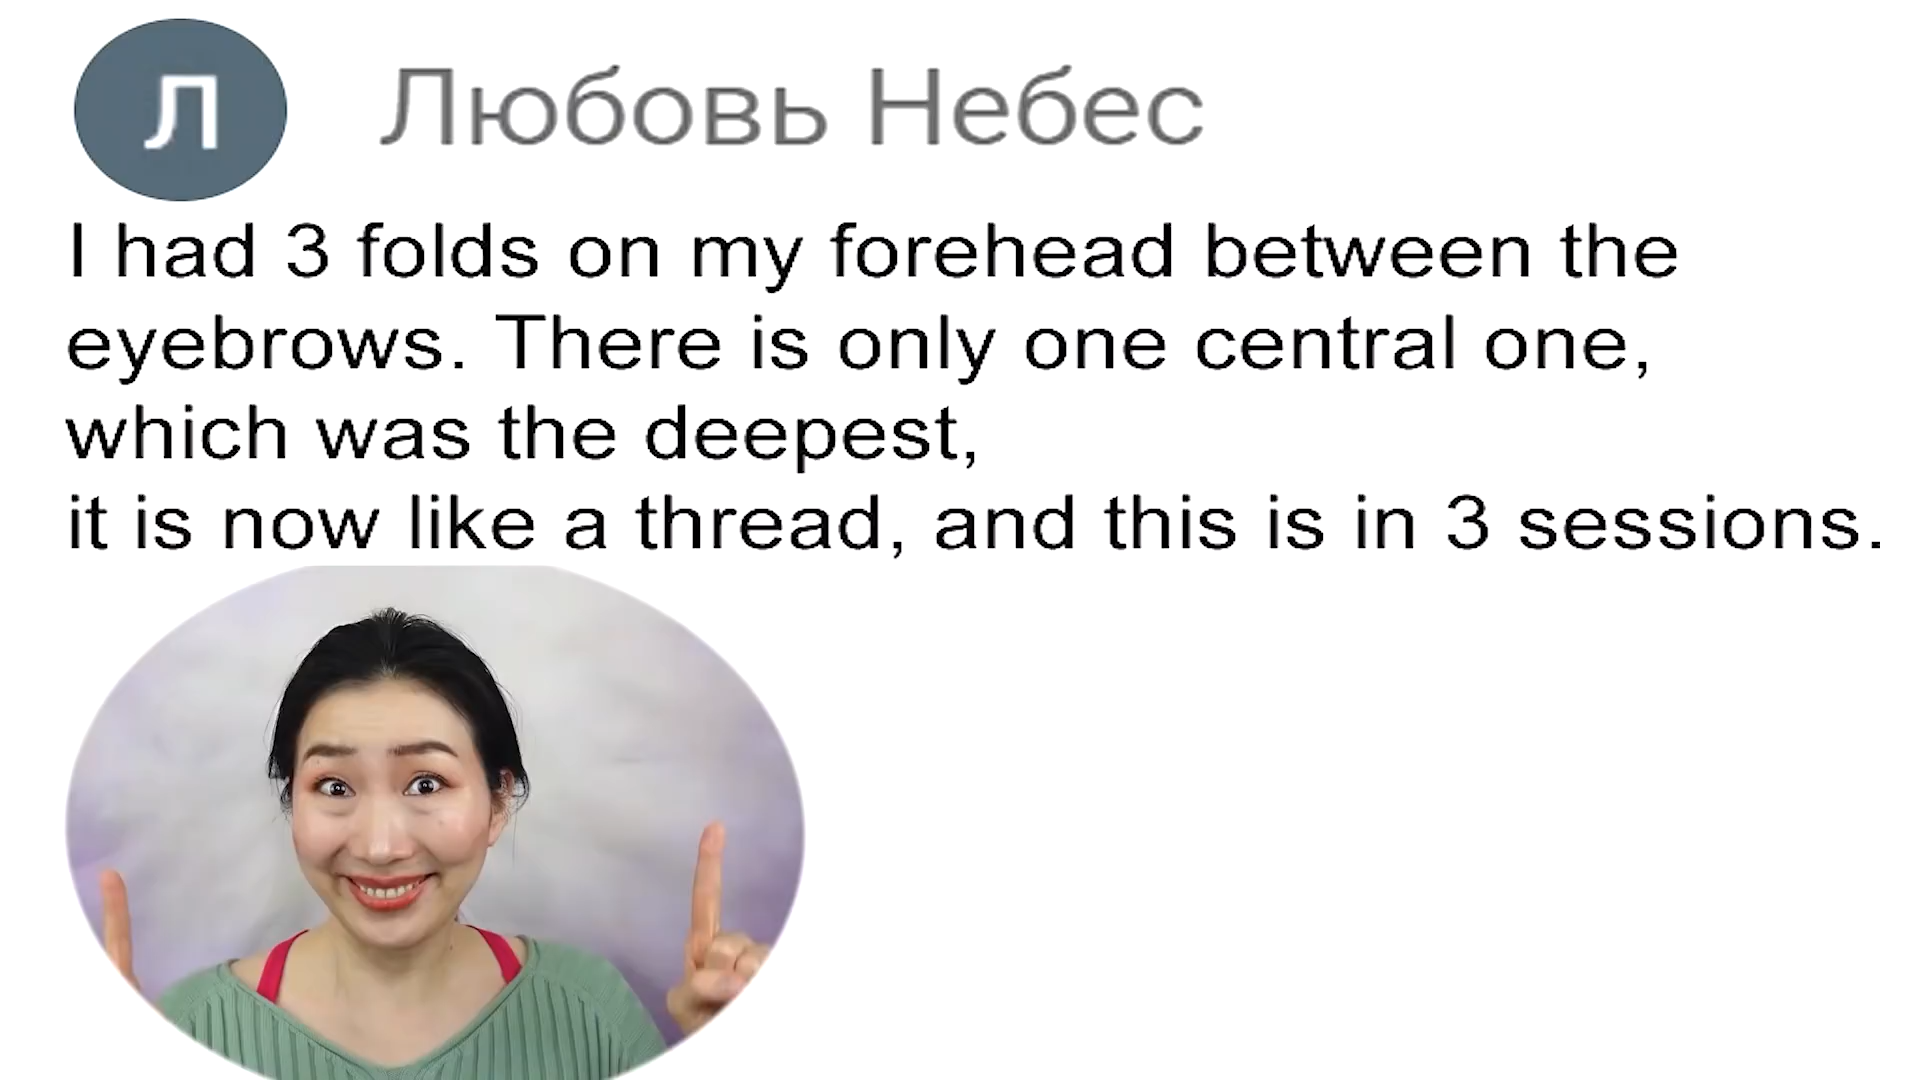 Л Любовь Небес
I had 3 folds on my forehead between the
eyebrows. There is only one central one,
which was the deepest,
it is now like a thread, and this is in 3 sessions.